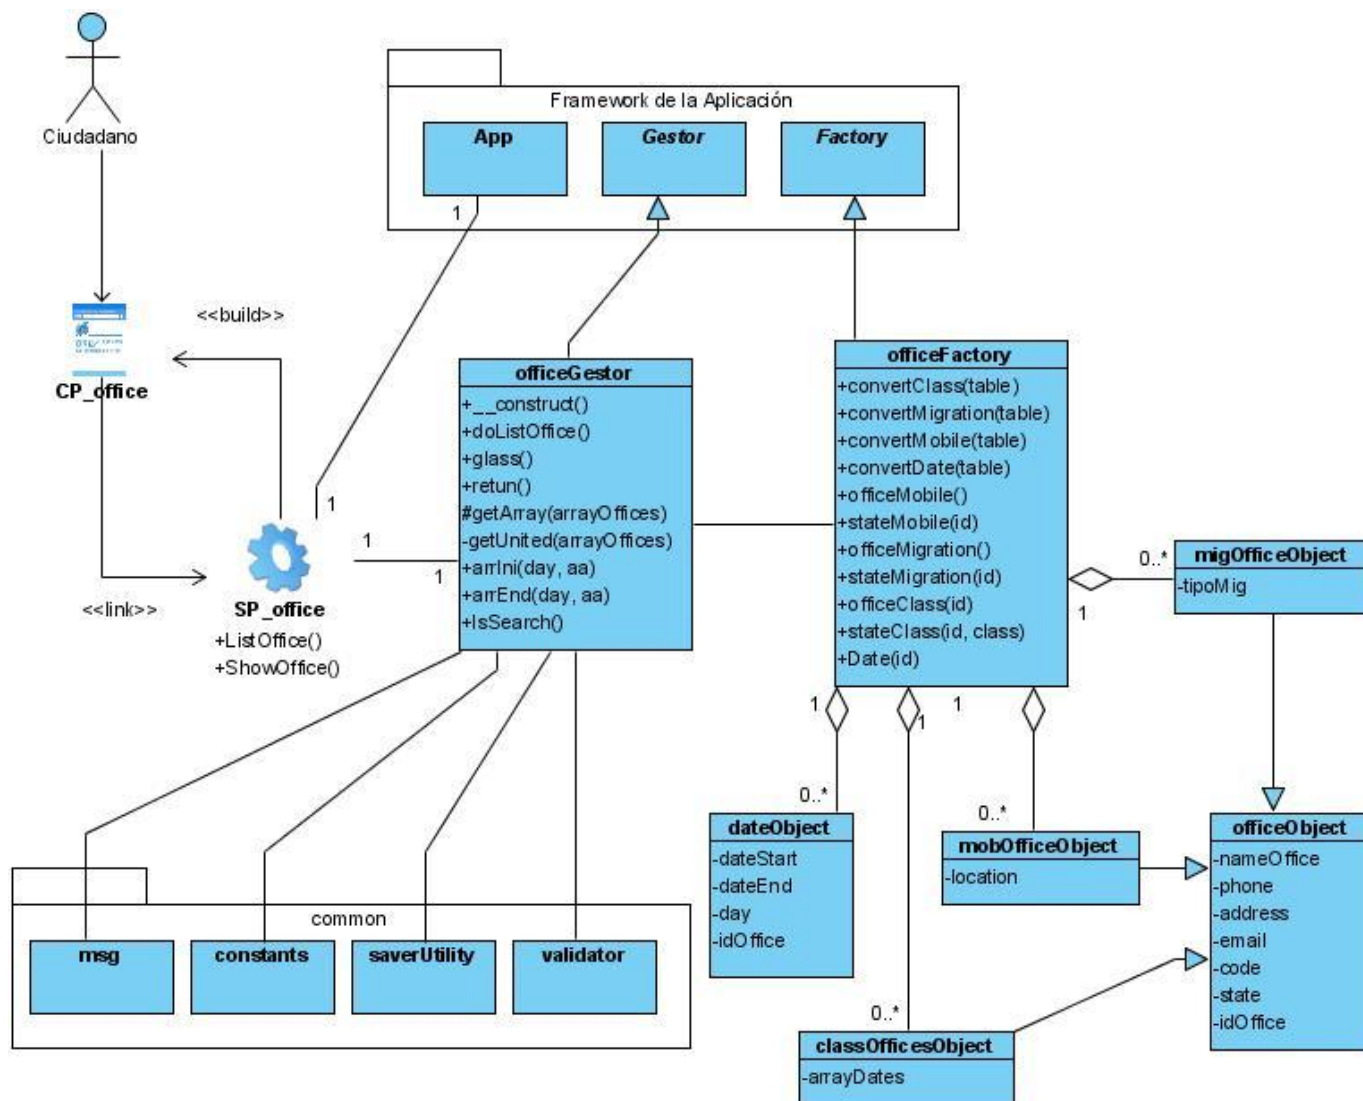 Ciudadano
Framework de la Aplicación
App
Gestor
Factory
1
<<build>>
CP_office
<<link>>
1
SP_office
+ListOffice()
+ShowOffice()
1
1
officeGestor
+__construct()
+doListOffice()
+glass()
+retun()
#getArray(arrayOffices)
-getUnited(arrayOffices)
+arrIni(day, aa)
+arrEnd(day, aa)
+IsSearch()
officeFactory
+convertClass(table)
+convertMigration(table)
+convertMobile(table)
+convertDate(table)
+officeMobile()
+stateMobile(id)
+officeMigration()
+stateMigration(id)
+officeClass(id)
+stateClass(id, class)
+Date(id)
0..*
1
migOfficeObject
-tipoMig
1
1
1
0..*
0..*
0..*
dateObject
-dateStart
-dateEnd
-day
-idOffice
mobOfficeObject
-location
officeObject
-nameOffice
-phone
-address
-email
-code
-state
-idOffice
classOfficesObject
-arrayDates
common
msg
constants
saverUtility
validator